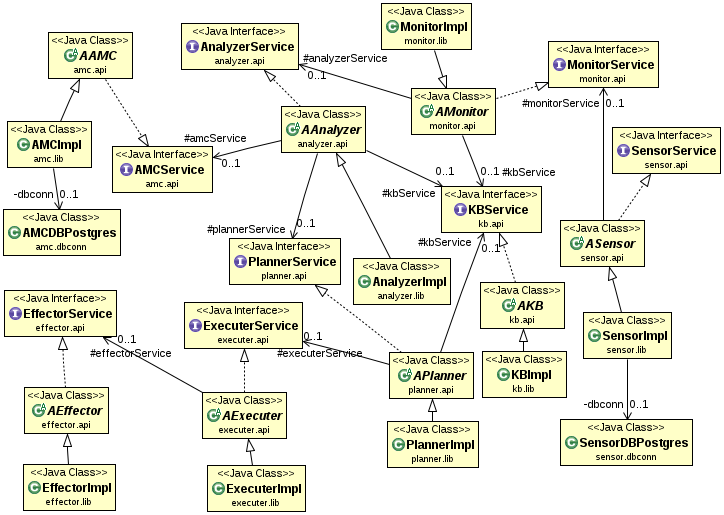 <<Java Class>>
MonitorImpl
monitor.lib
<<Java Interface>>
AnalyzerService
analyzer.api
<<Java Class>>
AAMC
amc.api
<<Java Interface>>
MonitorService
monitor.api
#analyzerService
0..1
<<Java Class>>
AMonitor
monitor.api
#monitorService
0..1
<<Java Class>>
AAnalyzer
analyzer.api
<<Java Class>>
AMCImpl
amc.lib
#amcService
0..1
<<Java Interface>>
AMCService
amc.api
<<Java Interface>>
SensorService
sensor.api
0..1
#kbService
0..1
#kbService
-dbconn
0..1
<<Java Interface>>
KBService
kb.api
<<Java Class>>
AMCDBPostgres
amc.dbconn
#plannerService
0..1
<<Java Class>>
ASensor
sensor.api
#kbService
0..1
<<Java Interface>>
PlannerService
planner.api
<<Java Class>>
AnalyzerImpl
analyzer.lib
<<Java Class>>
AKB
kb.api
<<Java Interface>>
EffectorService
effector.api
<<Java Interface>>
ExecuterService
executer.api
<<Java Class>>
SensorImpl
sensor.lib
0..1
#effectorService
0..1
#executerService
<<Java Class>>
APlanner
planner.api
<<Java Class>>
KBImpl
kb.lib
<<Java Class>>
AEffector
effector.api
<<Java Class>>
AExecuter
executer.api
-dbconn
0..1
<<Java Class>>
PlannerImpl
planner.lib
<<Java Class>>
SensorDBPostgres
sensor.dbconn
<<Java Class>>
EffectorImpl
effector.lib
<<Java Class>>
ExecuterImpl
executer.lib